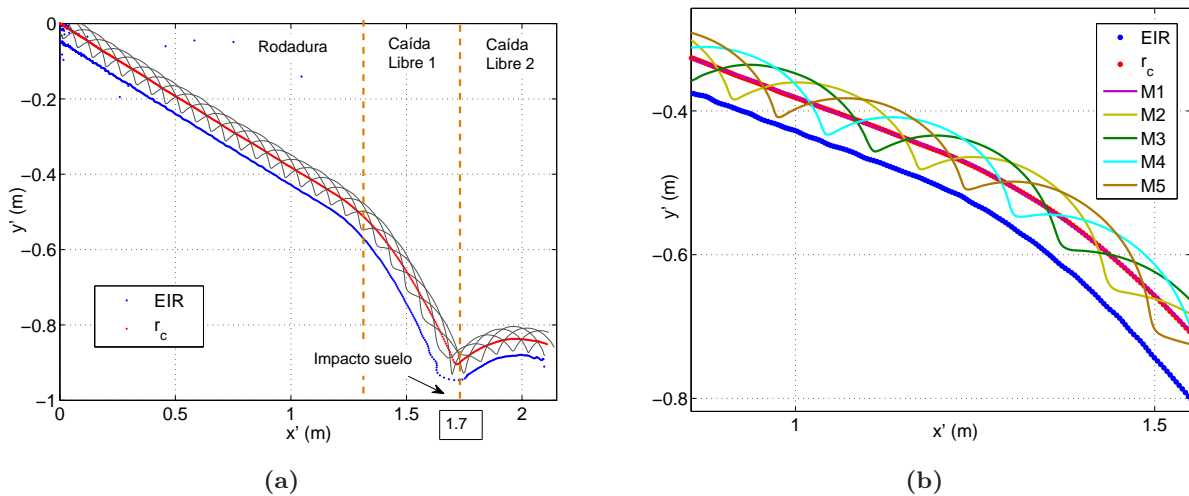 0
−0.2
−0.4
−0.6
−0.8
−1
y' (m)
Rodadura
Caída
Libre 1
Caída
Libre 2
EIR
r_c
Impacto suelo
1.7
0
0.5
1
1.5
2
x' (m)
(a)
−0.4
−0.6
−0.8
y' (m)
EIR
r_c
M1
M2
M3
M4
M5
1
1.5
x' (m)
(b)